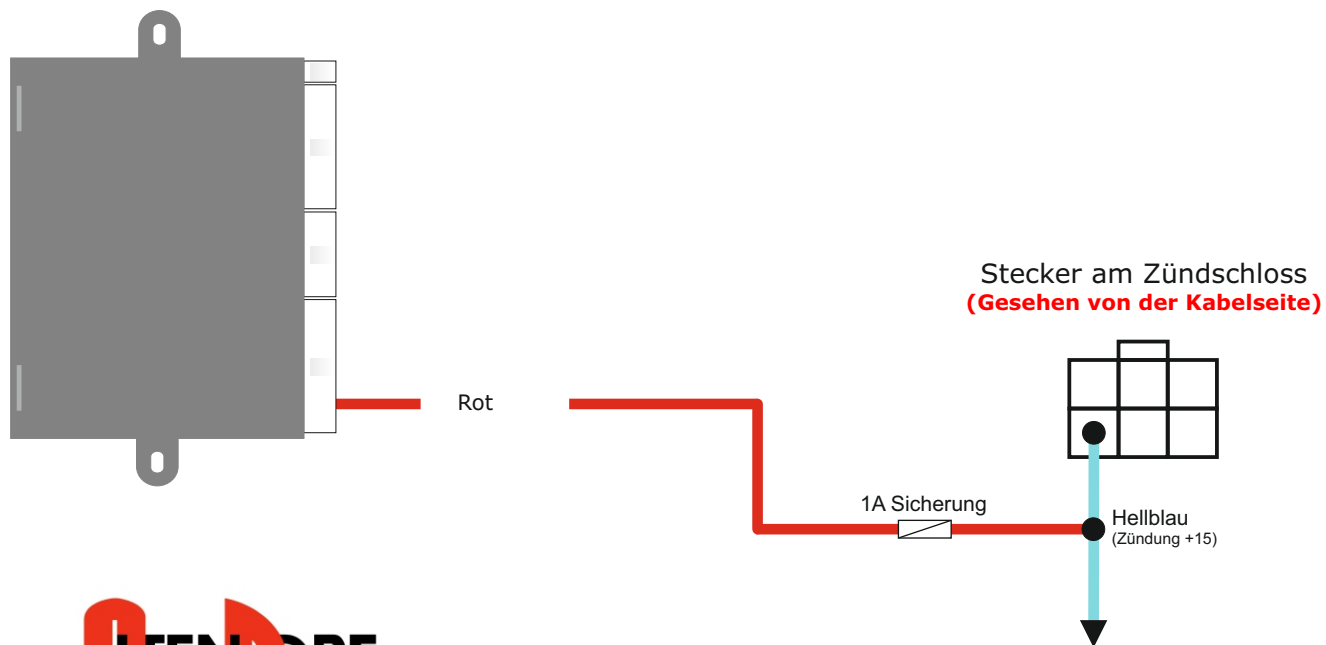 Stecker am Zündschloss
(Gesehen von der Kabelseite)
Rot
1A Sicherung
Hellblau
(Zündung +15)